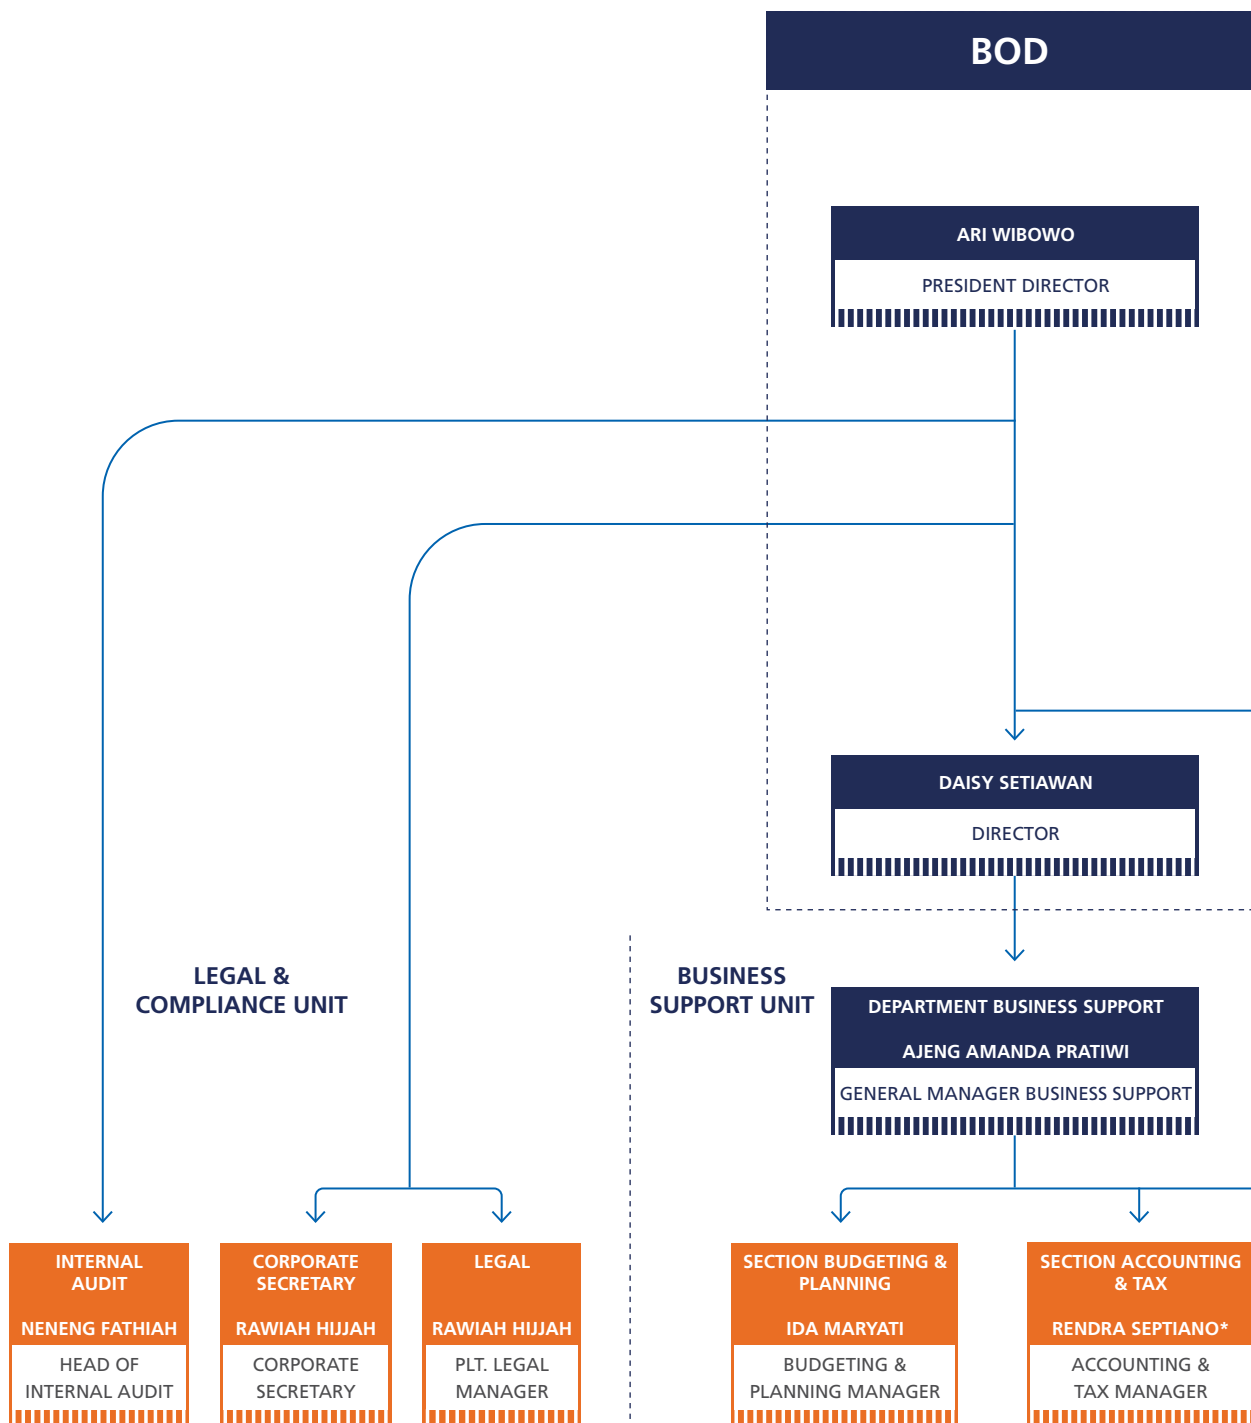 BOD
ARI WIBOWO
PRESIDENT DIRECTOR
DAISY SETIAWAN
DIRECTOR
LEGAL &
COMPLIANCE UNIT
BUSINESS
SUPPORT UNIT
DEPARTMENT BUSINESS SUPPORT
AJENG AMANDA PRATIWI
GENERAL MANAGER BUSINESS SUPPORT
INTERNAL
AUDIT
NENENG FATHIAH
HEAD OF
INTERNAL AUDIT
CORPORATE
SECRETARY
RAWIAH HIJJAH
CORPORATE
SECRETARY
LEGAL
RAWIAH HIJJAH
PLT. LEGAL
MANAGER
SECTION BUDGETING &
PLANNING
IDA MARYATI
BUDGETING &
PLANNING MANAGER
SECTION ACCOUNTING
& TAX
RENDRA SEPTIANO*
ACCOUNTING &
TAX MANAGER